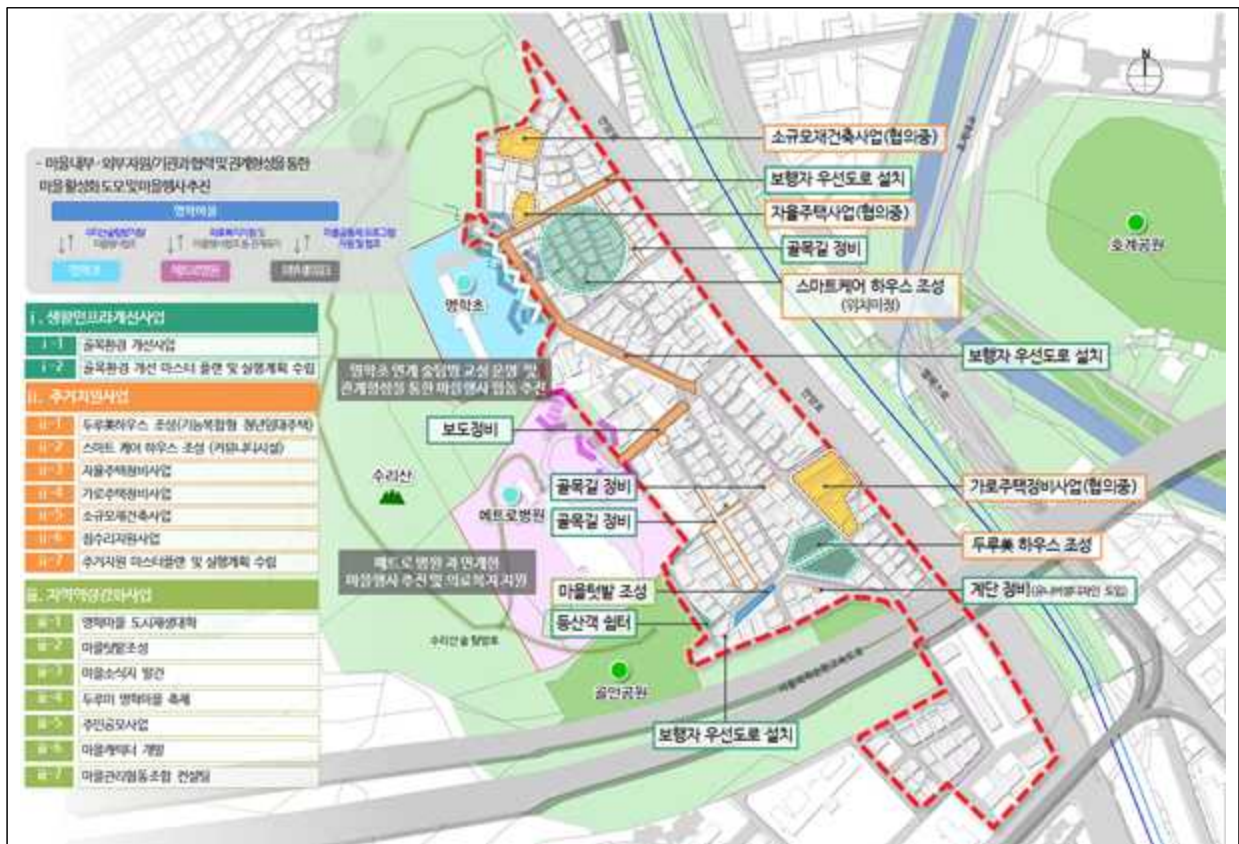 - 마을 내부·외부 자원/기관과 협력 및 관계형성을 통한
마을 활성화 도모 및 마을행사 추진
명학마을
명학초
메트로병원
ⅰ. 생활인프라개선사업
ⅰ-1 골목환경 개선사업
ⅰ-2 골목환경 개선 마스터 플랜 및 실행계획 수립
ⅱ. 주거지원사업
ⅱ-1 두루美하우스 조성(기능복합형 청년임대주택)
ⅱ-2 스마트 케어 하우스 조성 (커뮤니티시설)
ⅱ-3 자율주택정비사업
ⅱ-4 가로주택정비사업
ⅱ-5 소규모재건축사업
ⅱ-6 집수리지원사업
ⅱ-7 주거지원 마스터플랜 및 실행계획 수립
ⅲ. 지역역량강화사업
ⅲ-1 명학마을 도시재생대학
ⅲ-2 마을텃밭조성
ⅲ-3 마을소식지 발간
ⅲ-4 두루미 명학마을 축제
ⅲ-5 주민공모사업
ⅲ-6 마을캐릭터 개발
ⅲ-7 마을관리협동조합 컨설팅
N
소규모재건축사업(협의중)
보행자 우선도로 설치
자율주택사업(협의중)
골목길 정비
스마트케어 하우스 조성
(위치미정)
호계공원
명학초
보행자 우선도로 설치
명학초 연계 숲탐방 교실 운영 및
관계형성을 통한 마을행사 합동 추진
보도정비
수리산
메트로병원
골목길 정비
골목길 정비
가로주택정비사업(협의중)
두루美 하우스 조성
메트로 병원 과 연계한
마을행사 추진 및 의료복지 지원
마을텃밭 조성
계단 정비(유니버셜디자인 도입)
등산객 쉼터
수리산 숲 탐방로
골안공원
보행자 우선도로 설치
안양로
안양로